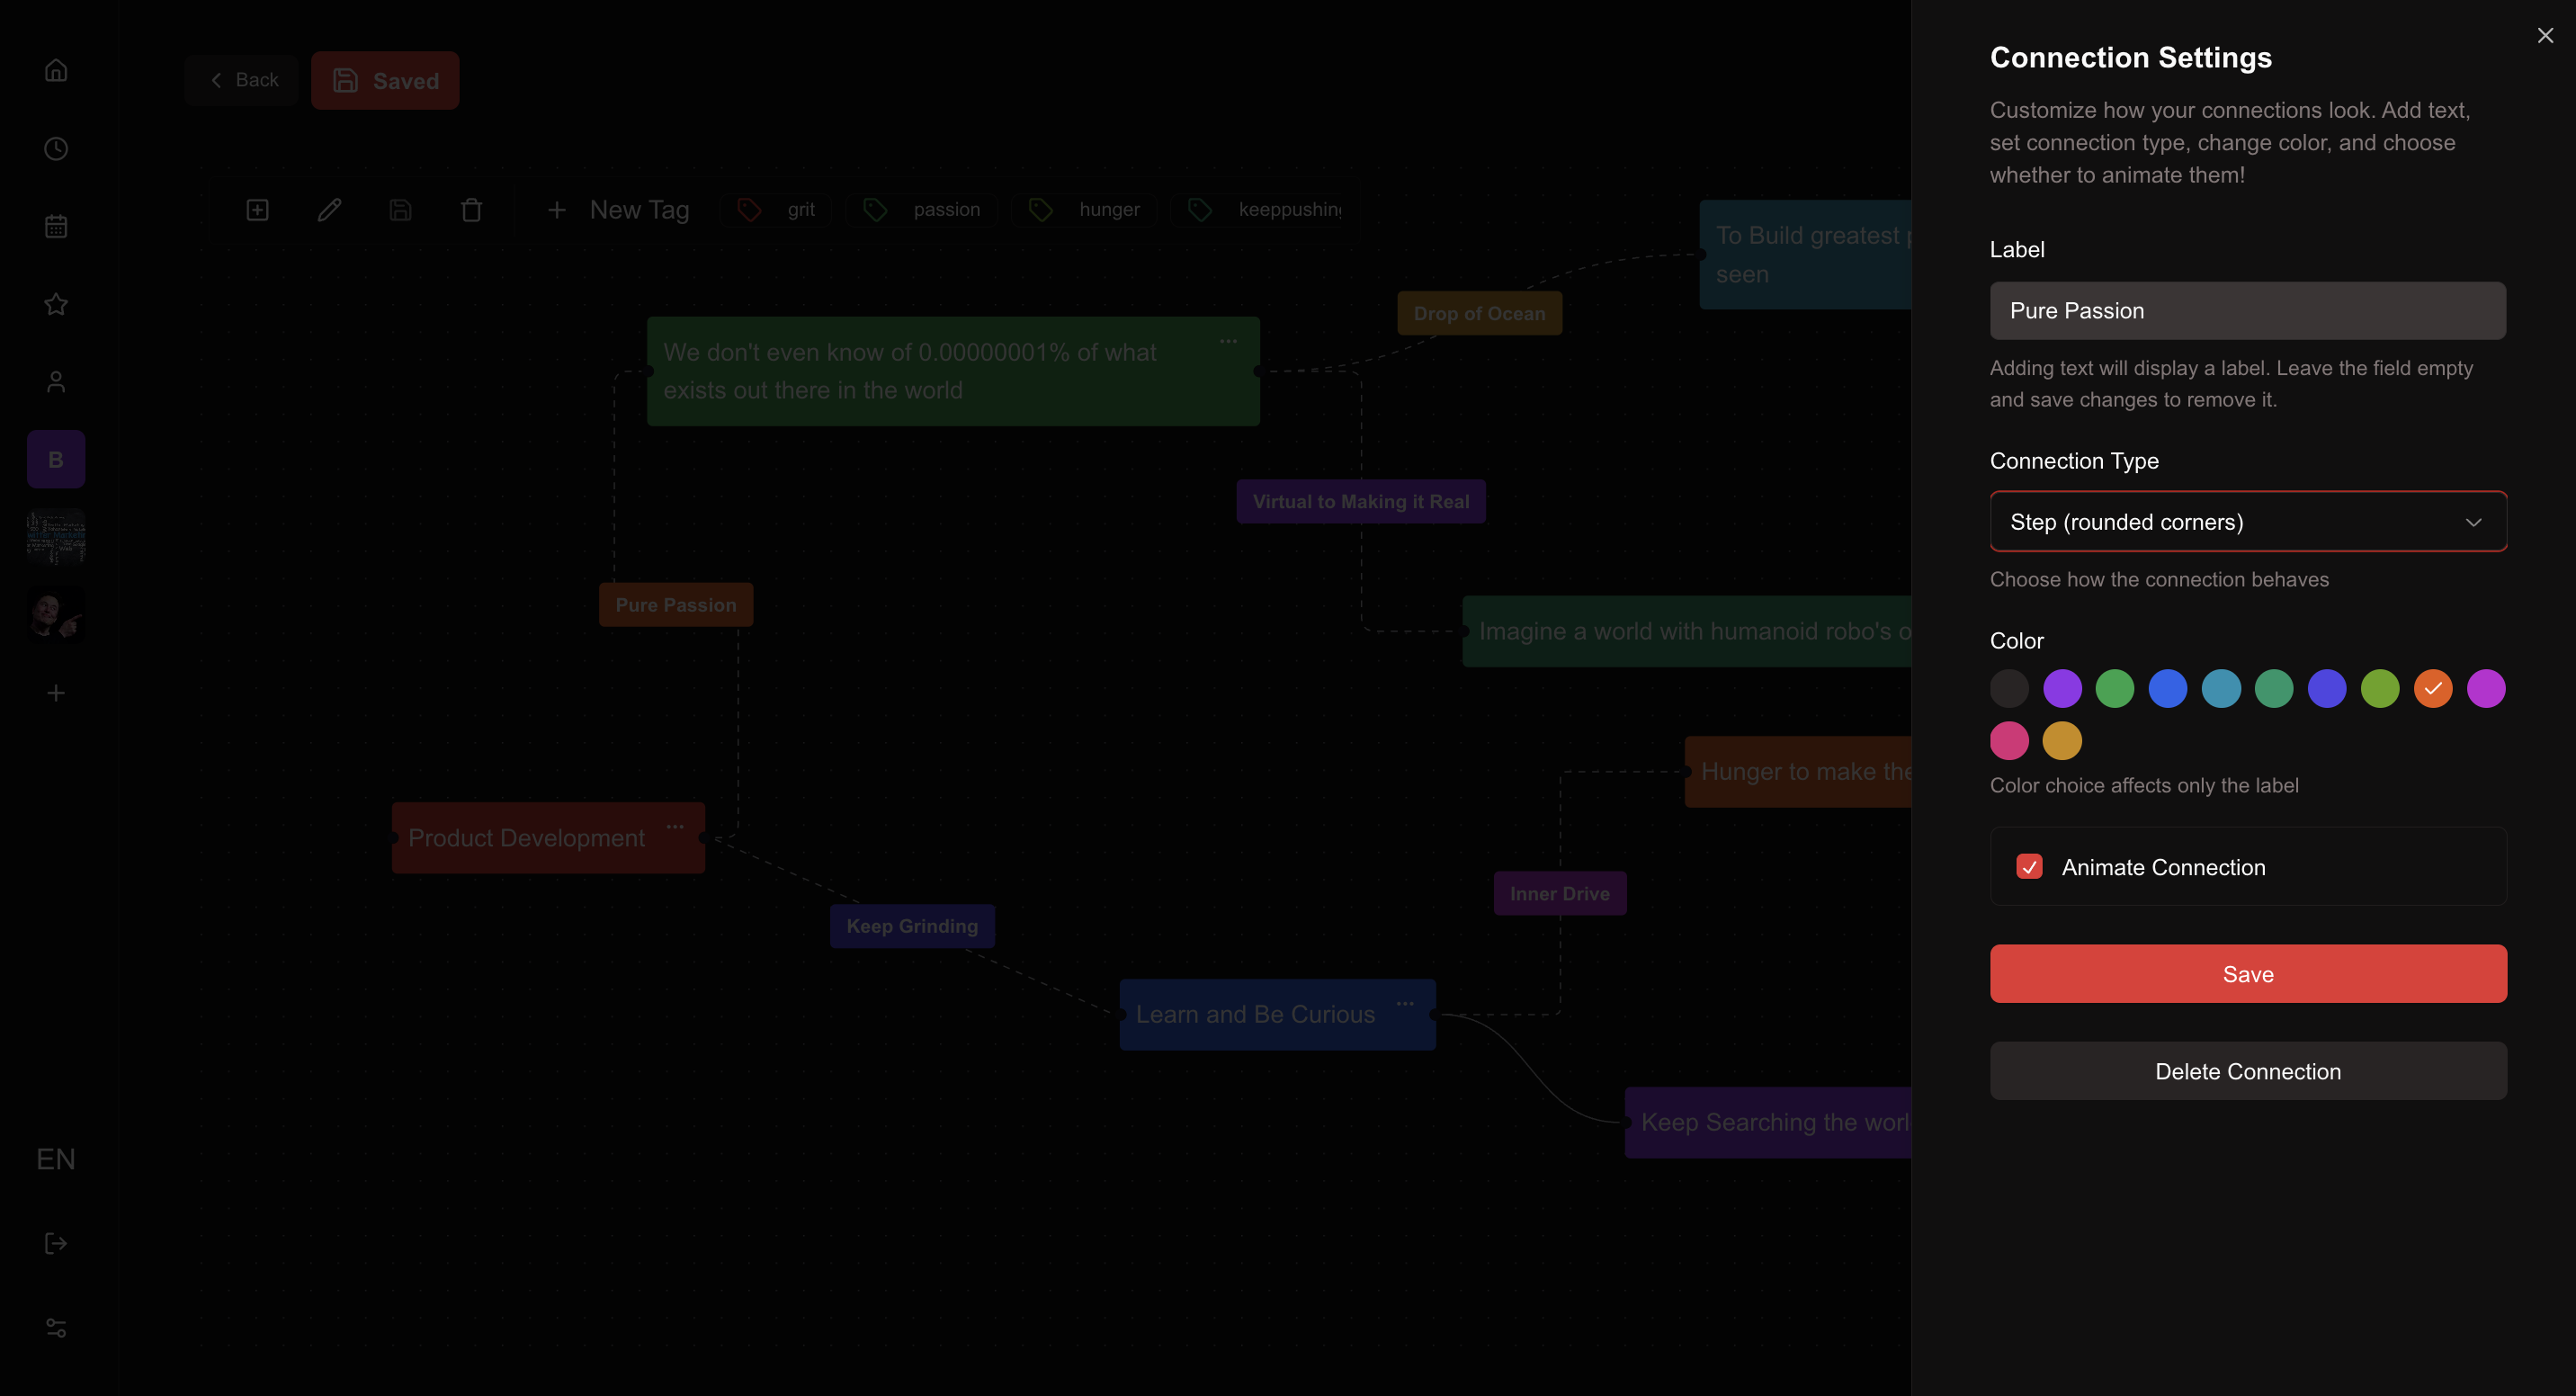 Back
Saved
New Tag
grit
passion
hunger
keeppushing
We don't even know of 0.00000001% of what
exists out there in the world
Drop of Ocean
To Build greatest
seen
Virtual to Making it Real
Pure Passion
Imagine a world with humanoid robo's
Product Development
Hunger to make the
Keep Grinding
Inner Drive
Learn and Be Curious
Keep Searching the worl
B
EN
Connection Settings
Customize how your connections look. Add text,
set connection type, change color, and choose
whether to animate them!
Label
Pure Passion
Adding text will display a label. Leave the field empty
and save changes to remove it.
Connection Type
Step (rounded corners)
Choose how the connection behaves
Color
Color choice affects only the label
Animate Connection
Save
Delete Connection